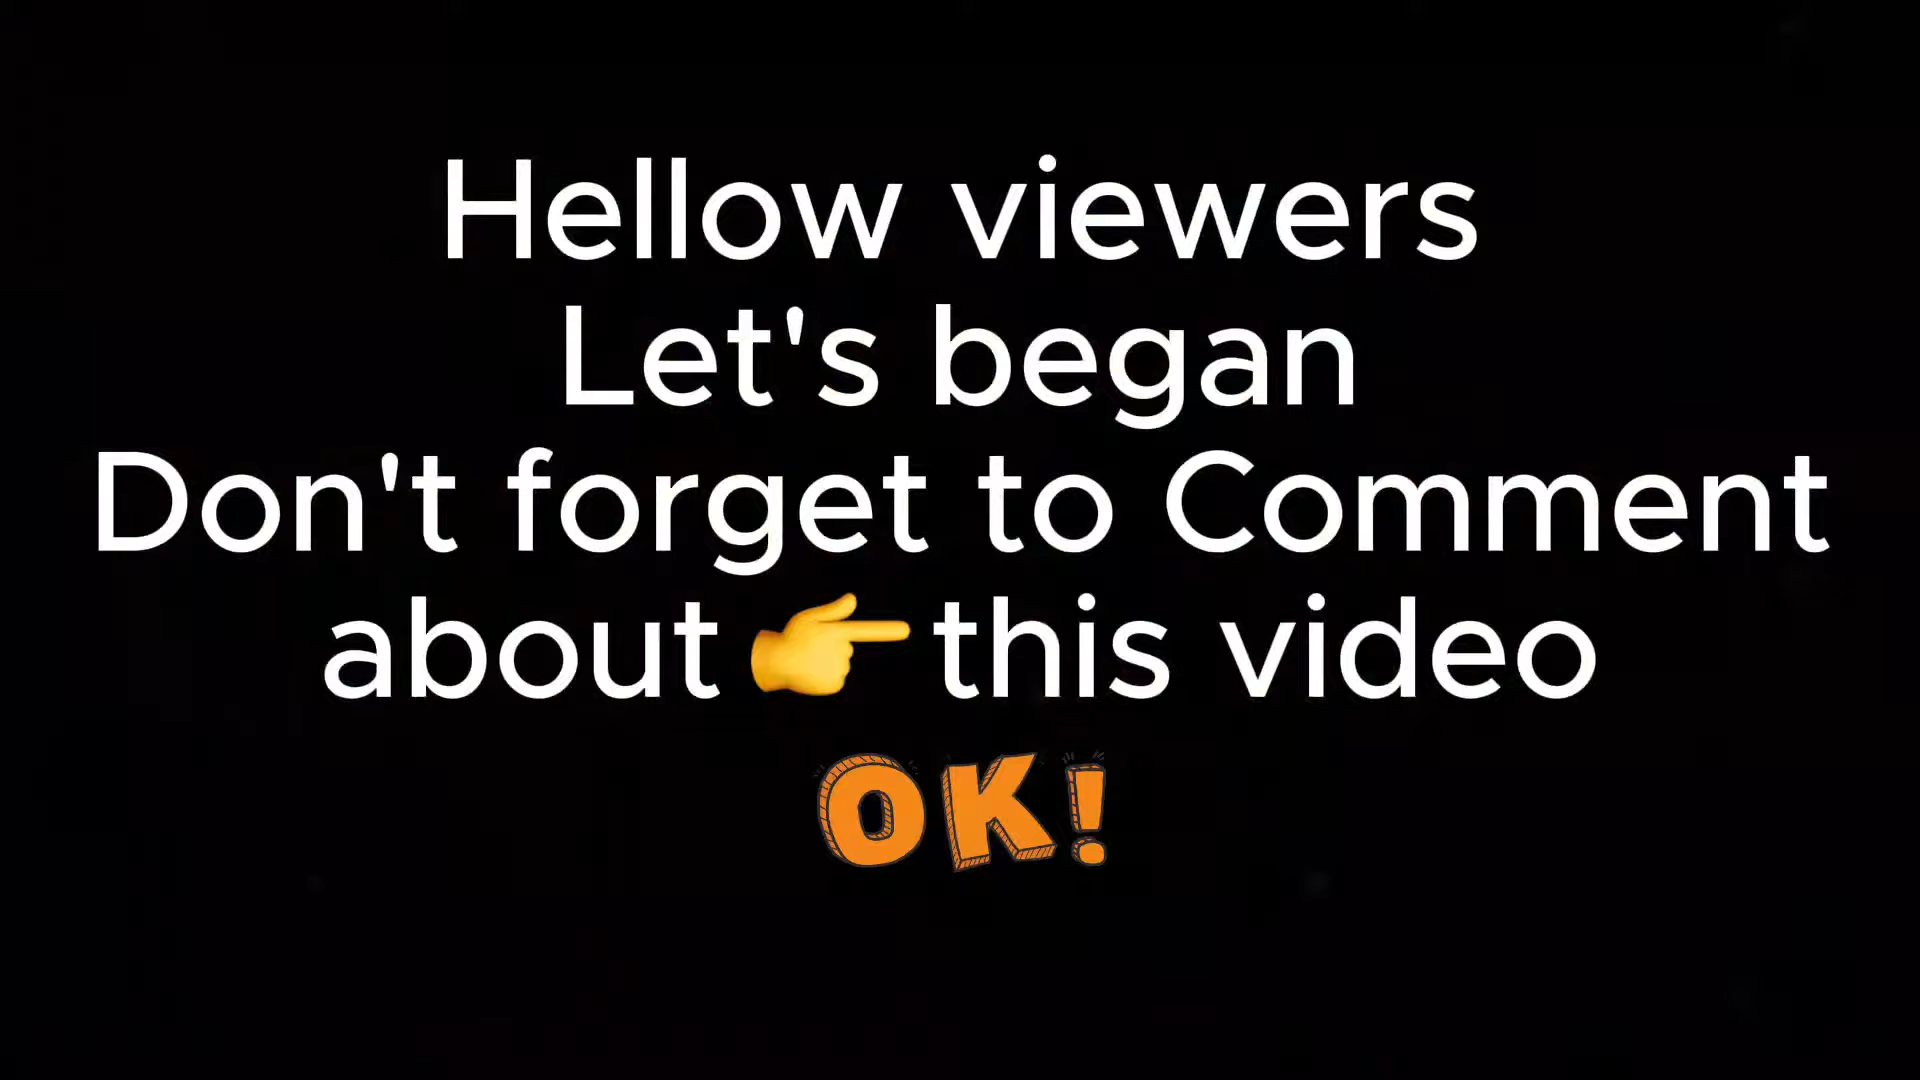 Hellow viewers
Let's began
Don't forget to Comment
about 👉 this video
OK!